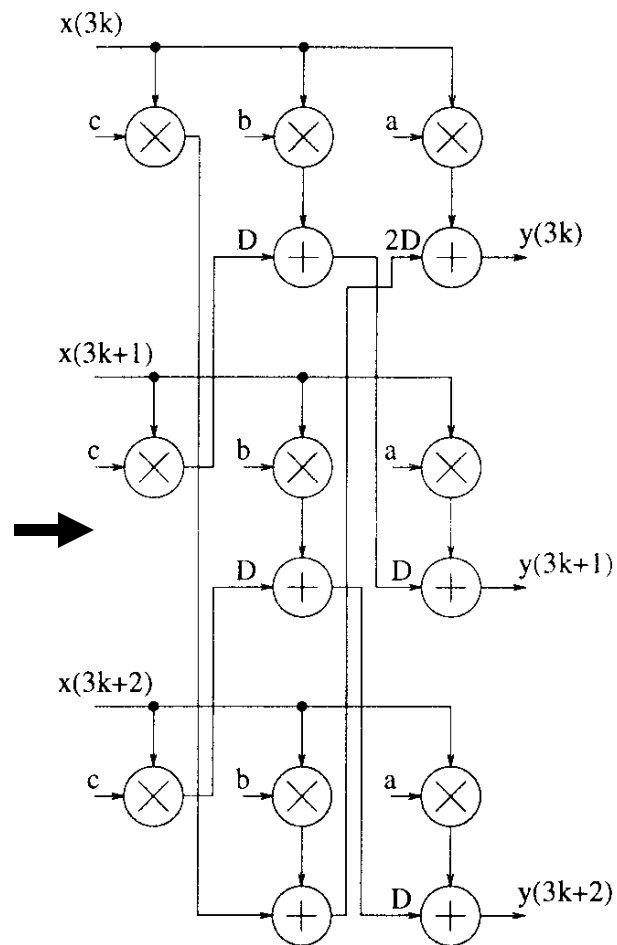 x(3k)
c b a
D 2D y(3k)
x(3k+1)
c b a
D D y(3k+1)
x(3k+2)
c b a
D y(3k+2)